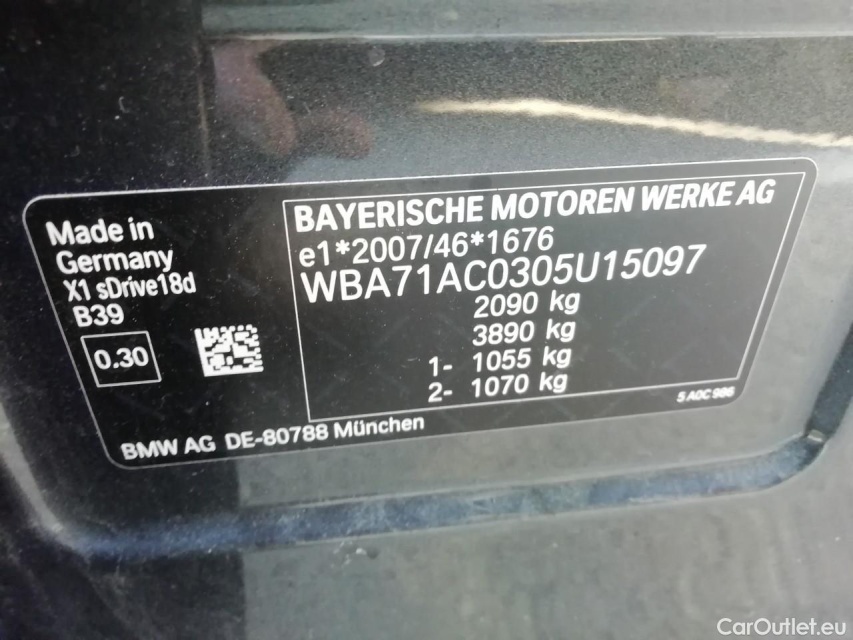 Made in
Germany
X1 sDrive18d
B39
0.30
BAYERISCHE MOTOREN WERKE AG
e1*2007/46*1676
WBA71AC0305U15097
2090 kg
3890 kg
1- 1055 kg
2- 1070 kg
5 A0C 986
BMW AG DE-80788 München
CarOutlet.eu